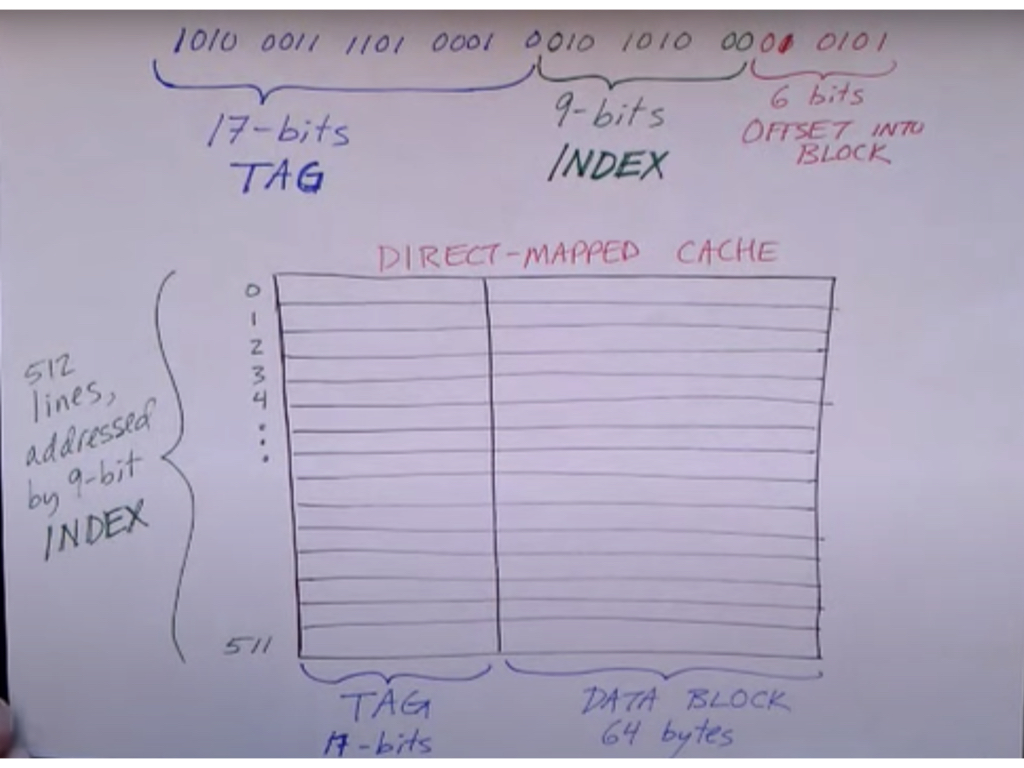 1010 0011 1101 0001 0010 1010 0001 0101
17-bits
TAG
9-bits
INDEX
6 bits
OFFSET INTO
BLOCK
DIRECT-MAPPED CACHE
0
1
2
3
4
511
512
lines,
addressed
by 9-bit
INDEX
TAG
17-bits
DATA BLOCK
64 bytes